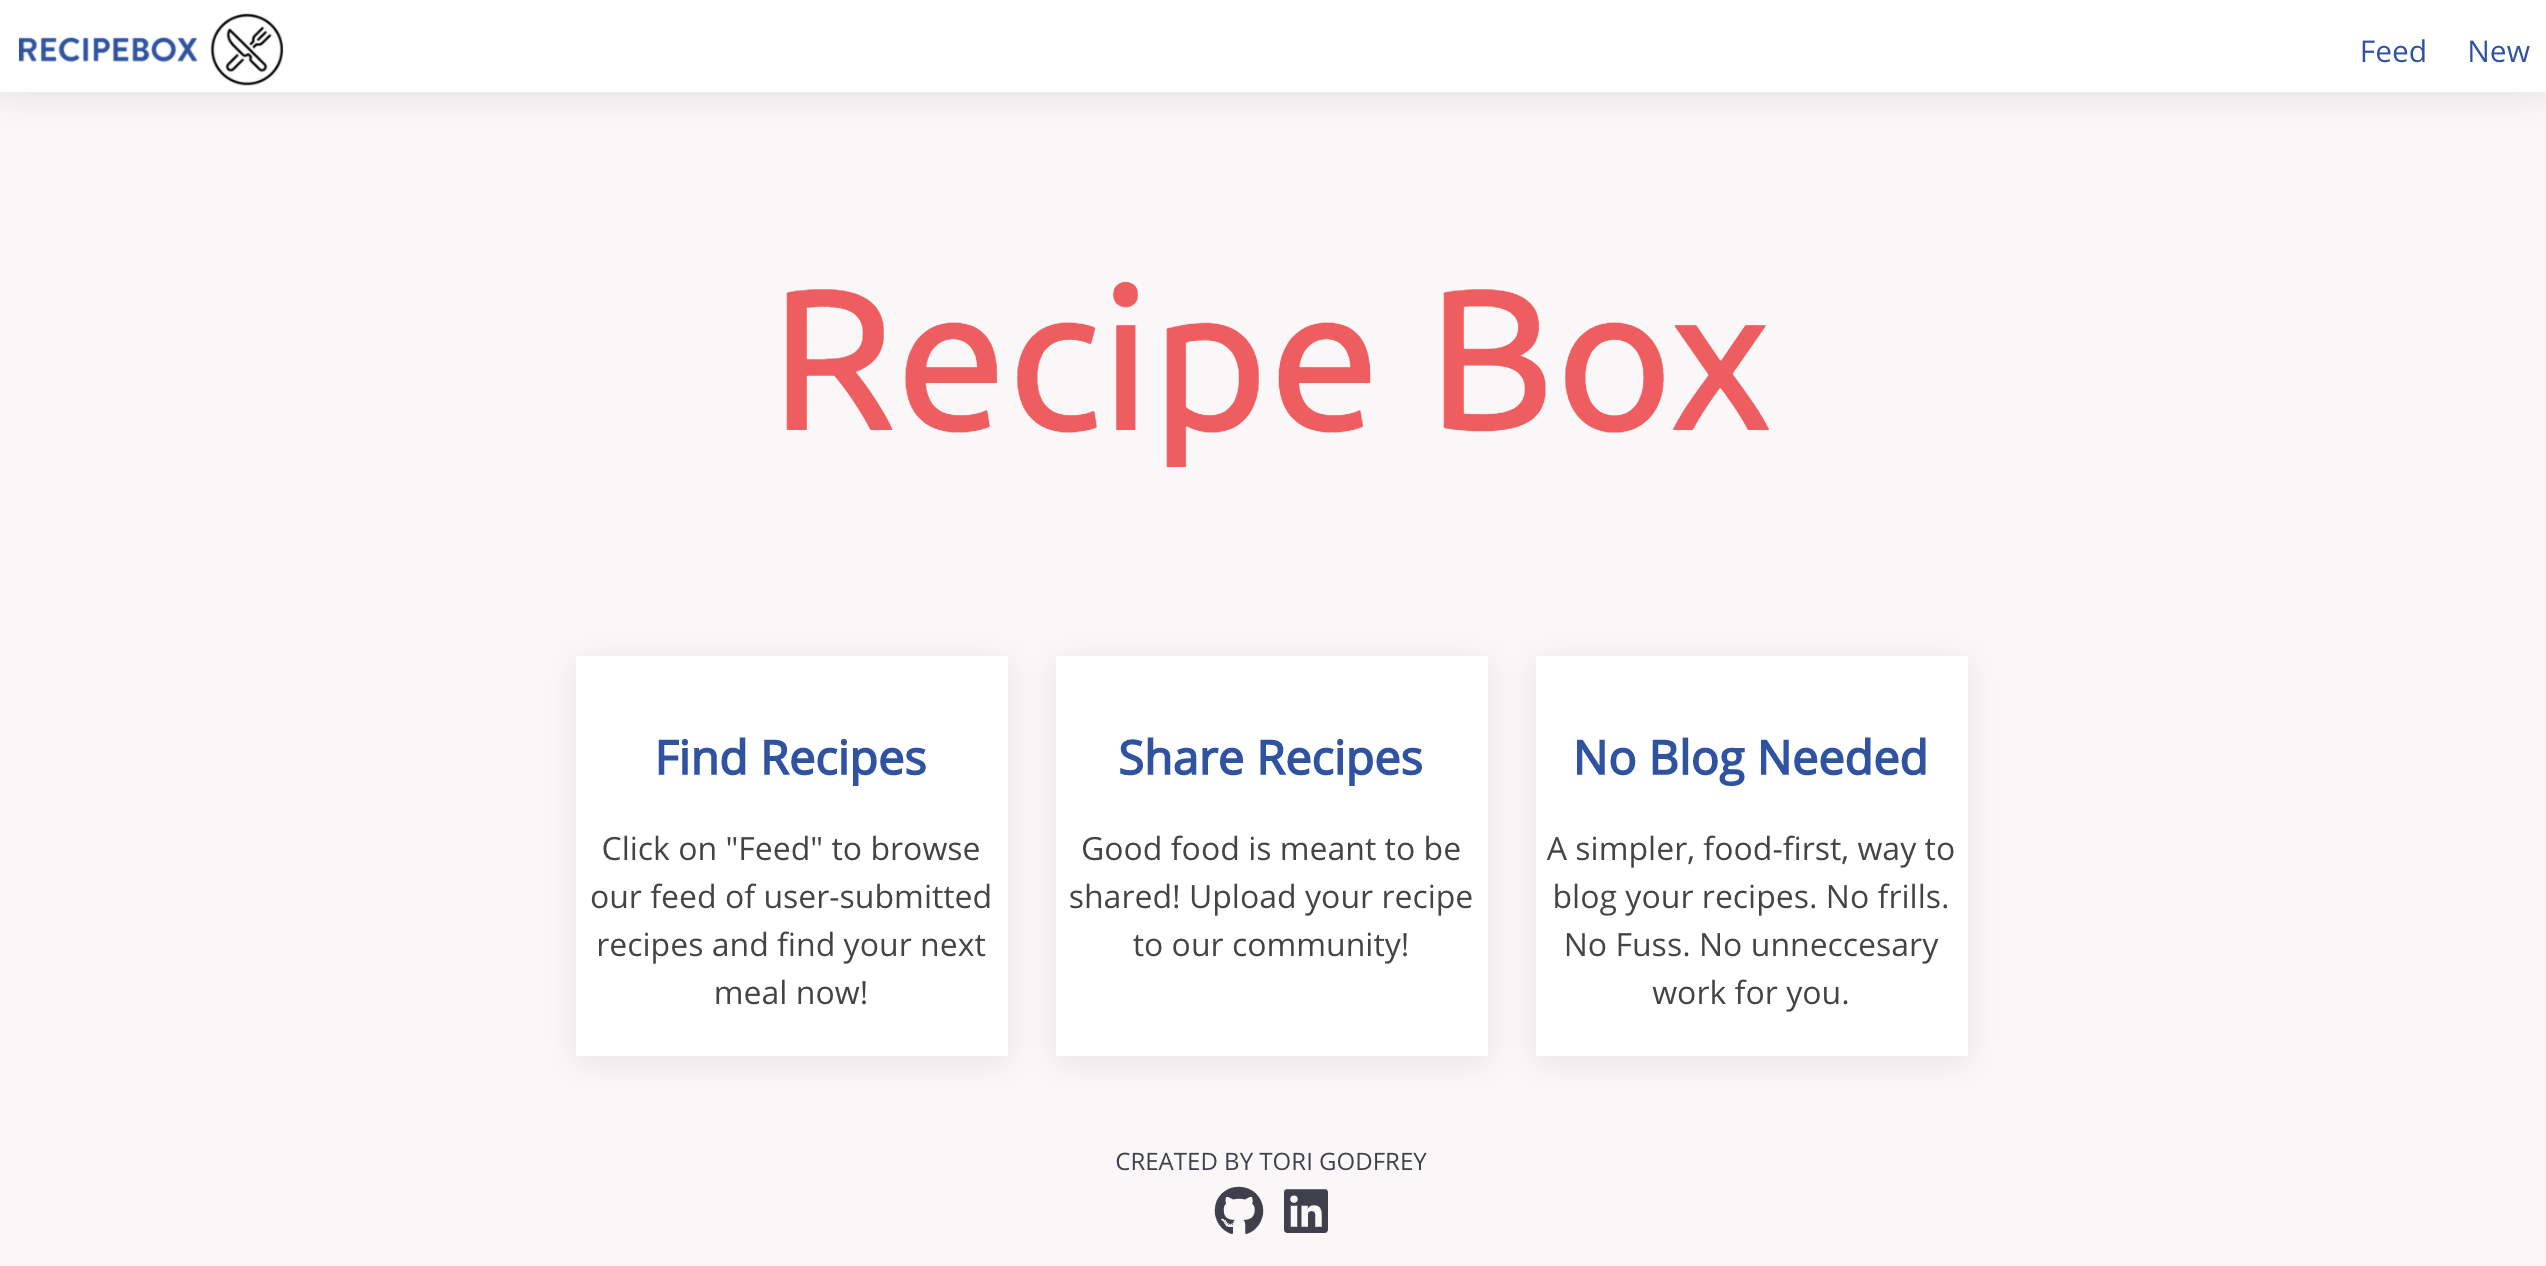 RECIPEBOX
Feed New
Recipe Box
Find Recipes
Click on "Feed" to browse
our feed of user-submitted
recipes and find your next
meal now!
Share Recipes
Good food is meant to be
shared! Upload your recipe
to our community!
No Blog Needed
A simpler, food-first, way to
blog your recipes. No frills.
No Fuss. No unneccesary
work for you.
CREATED BY TORI GODFREY
in